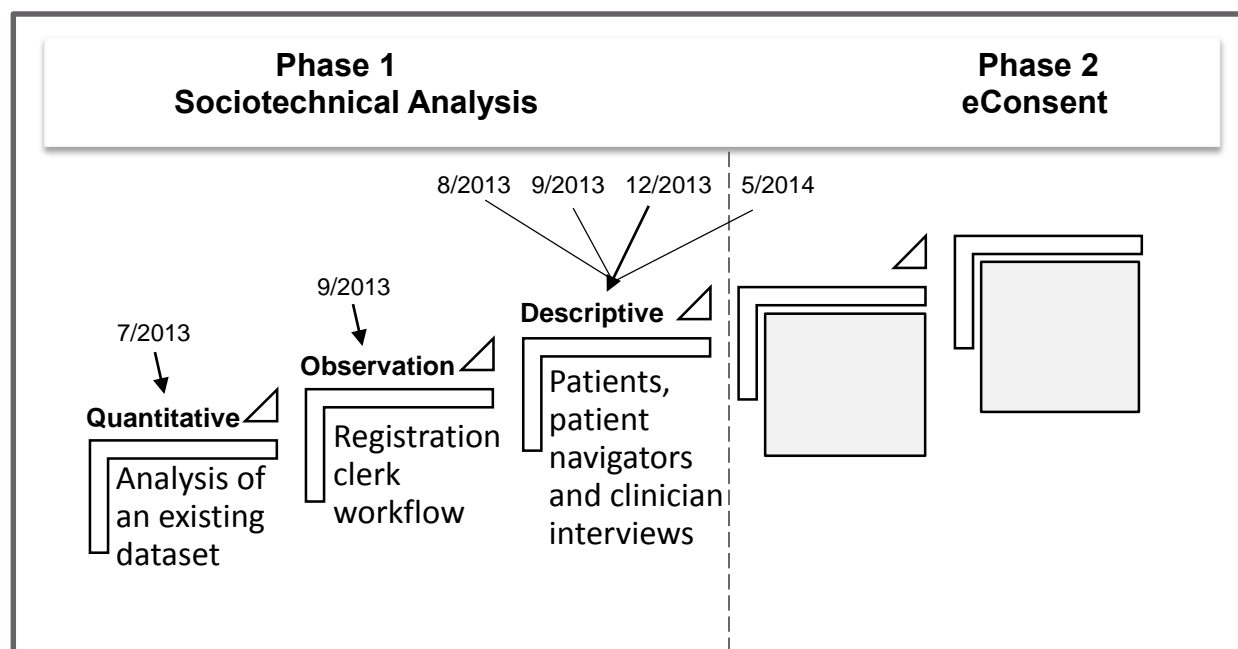 Phase 1
Sociotechnical Analysis
Phase 2
eConsent
8/2013 9/2013 12/2013 5/2014
9/2013
7/2013
Quantitative
Analysis of
an existing
dataset
Observation
Registration
clerk
workflow
Descriptive
Patients,
patient
navigators
and clinician
interviews